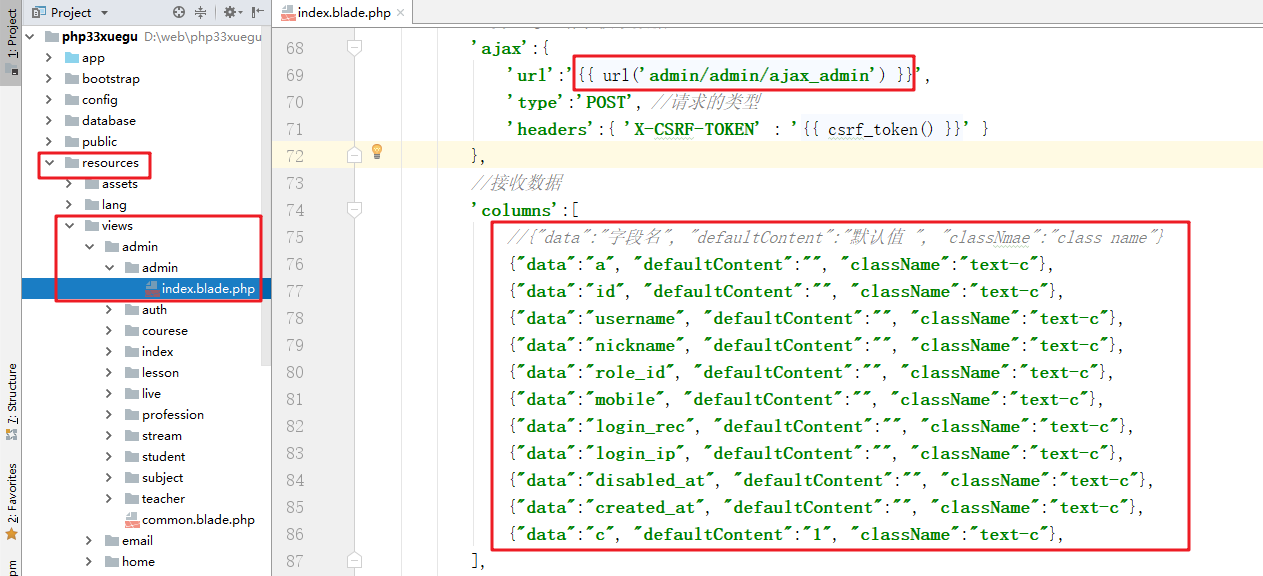 1: Project
Project
index.blade.php
php33xuegu D:\web\php33xuegu
app
bootstrap
config
database
public
resources
assets
lang
views
admin
admin
index.blade.php
auth
courese
index
lesson
live
profession
stream
student
subject
teacher
common.blade.php
email
home
7: Structure
2: Favorites
pm
68 'ajax':{
69 'url':'{{ url('admin/admin/ajax_admin') }}',
70 'type':'POST', //请求的类型
71 'headers':{ 'X-CSRF-TOKEN' : '{{ csrf_token() }}' }
72 },
73 //接收数据
74 'columns':[
75 //{"data":"字段名", "defaultContent":"默认值 ", "classNmae":"class name"}
76 {"data":"a", "defaultContent":"", "className":"text-c"},
77 {"data":"id", "defaultContent":"", "className":"text-c"},
78 {"data":"username", "defaultContent":"", "className":"text-c"},
79 {"data":"nickname", "defaultContent":"", "className":"text-c"},
80 {"data":"role_id", "defaultContent":"", "className":"text-c"},
81 {"data":"mobile", "defaultContent":"", "className":"text-c"},
82 {"data":"login_rec", "defaultContent":"", "className":"text-c"},
83 {"data":"login_ip", "defaultContent":"", "className":"text-c"},
84 {"data":"disabled_at", "defaultContent":"", "className":"text-c"},
85 {"data":"created_at", "defaultContent":"", "className":"text-c"},
86 {"data":"c", "defaultContent":"1", "className":"text-c"},
87 ],